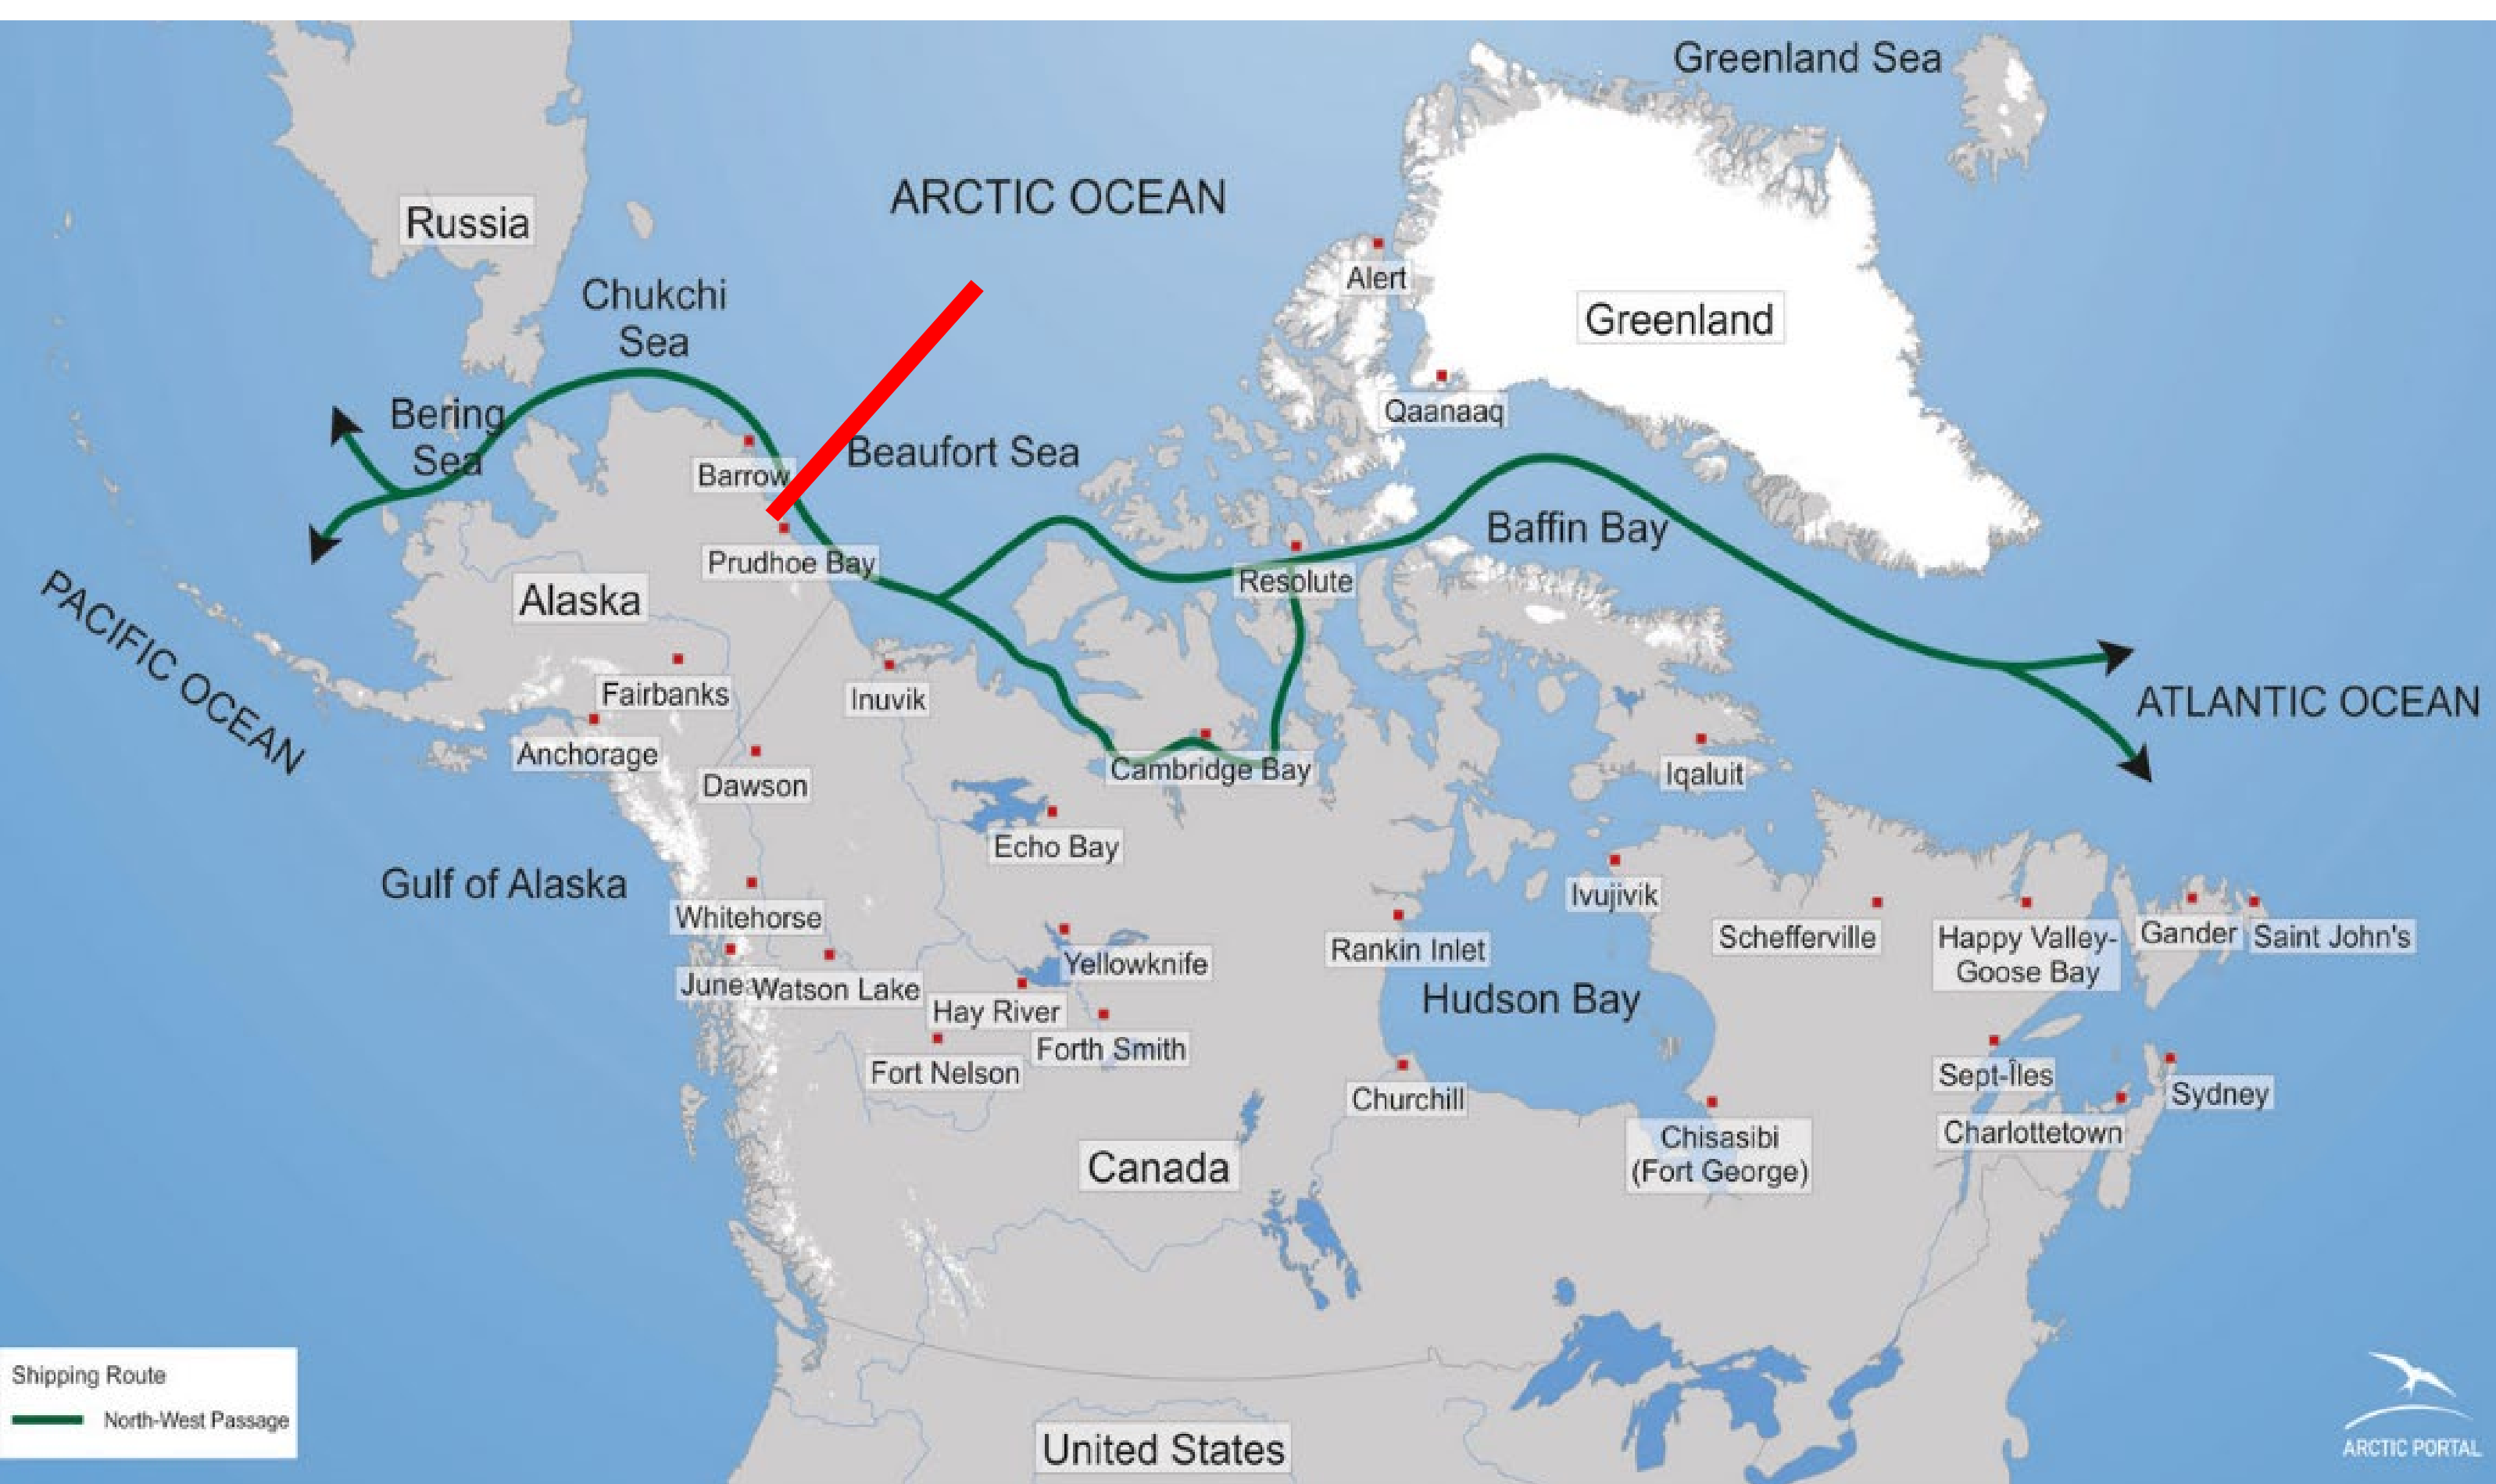 Greenland Sea
ARCTIC OCEAN
Russia
Alert
Chukchi
Sea
Greenland
Qaanaaq
Bering
Sea
Beaufort Sea
Barrow
Baffin Bay
Prudhoe Bay
Resolute
Alaska
PACIFIC OCEAN
Fairbanks
Inuvik
ATLANTIC OCEAN
Anchorage
Cambridge Bay
Iqaluit
Dawson
Echo Bay
Gulf of Alaska
Ivujivik
Whitehorse
Rankin Inlet
Schefferville
Happy Valley-
Goose Bay
Gander
Saint John's
Yellowknife
June
Watson Lake
Hay River
Hudson Bay
Forth Smith
Fort Nelson
Sept-Îles
Sydney
Churchill
Charlottetown
Chisasibi
(Fort George)
Canada
Shipping Route
North-West Passage
United States
ARCTIC PORTAL